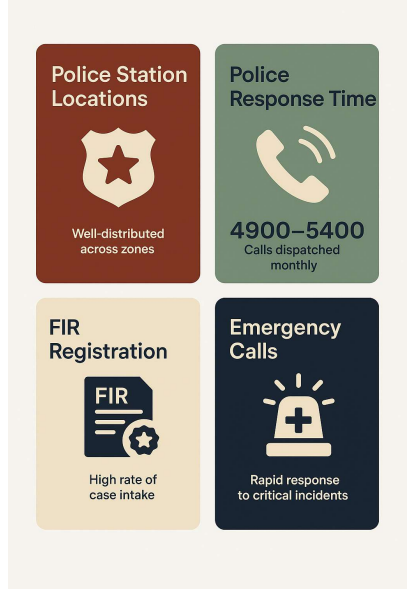 Police Station
Locations
Well-distributed
across zones
Police
Response Time
4900–5400
Calls dispatched
monthly
FIR
Registration
FIR
High rate of
case intake
Emergency
Calls
Rapid response
to critical incidents